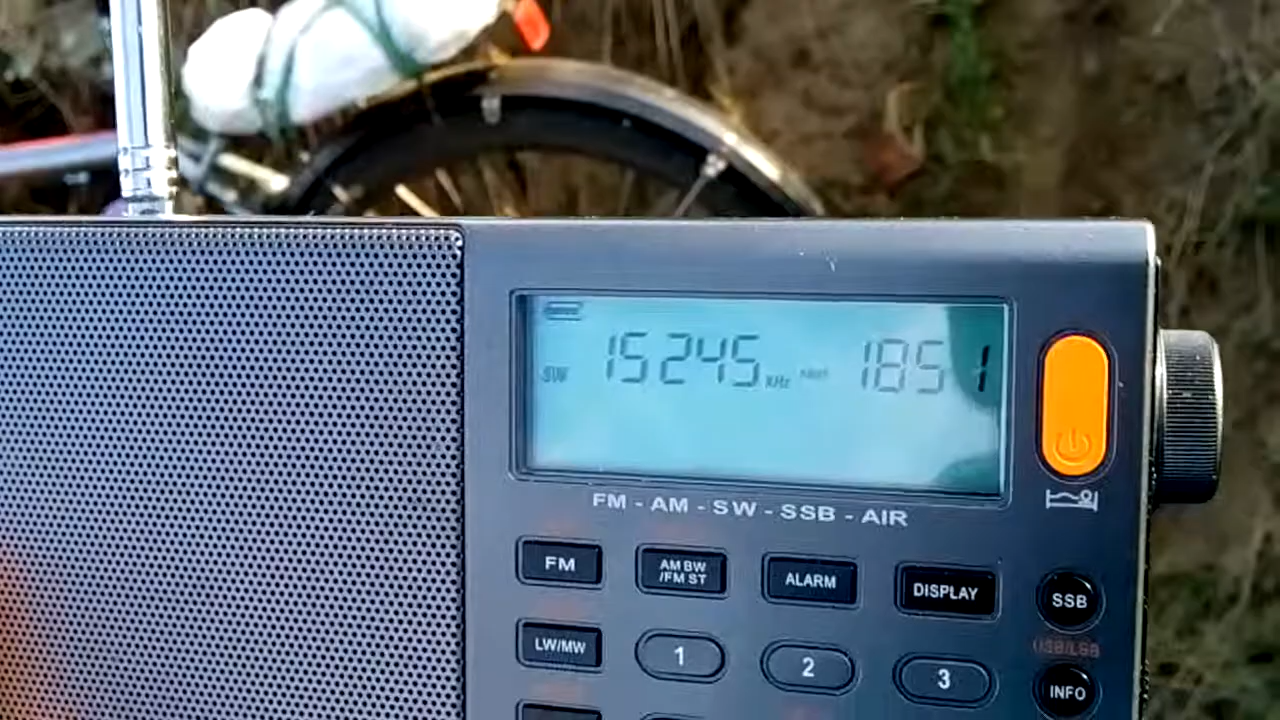 SW 15245 KHz 1851
FM - AM - SW - SSB - AIR
FM AM BW ALARM DISPLAY SSB
/FM ST
LW/MW 1 2 3 USB/LSB
INFO